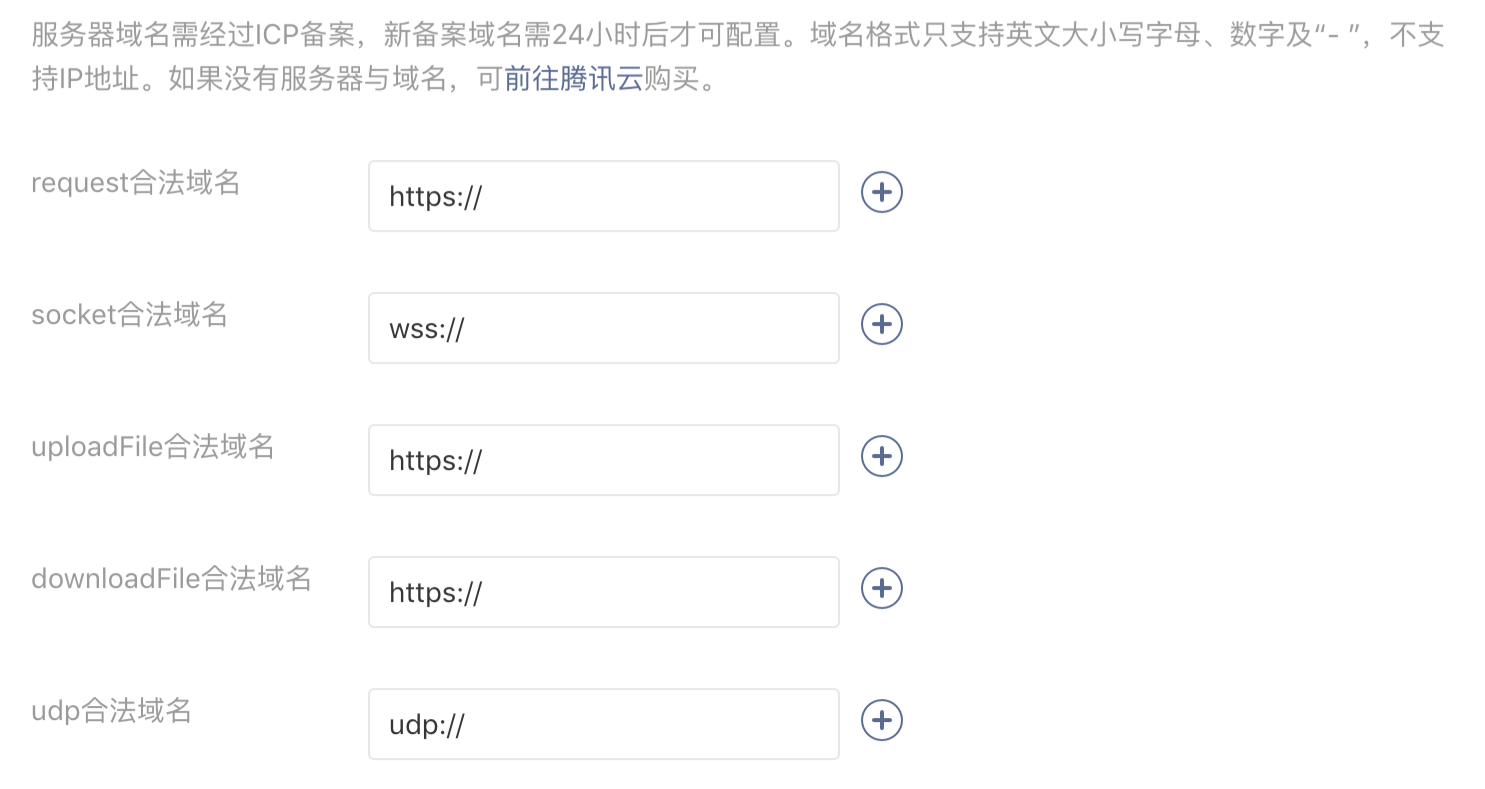 服务器域名需经过ICP备案，新备案域名需24小时后才可配置。域名格式只支持英文大小写字母、数字及“- ”，不支
持IP地址。如果没有服务器与域名，可前往腾讯云购买。
request合法域名 https://
socket合法域名 wss://
uploadFile合法域名 https://
downloadFile合法域名 https://
udp合法域名 udp://